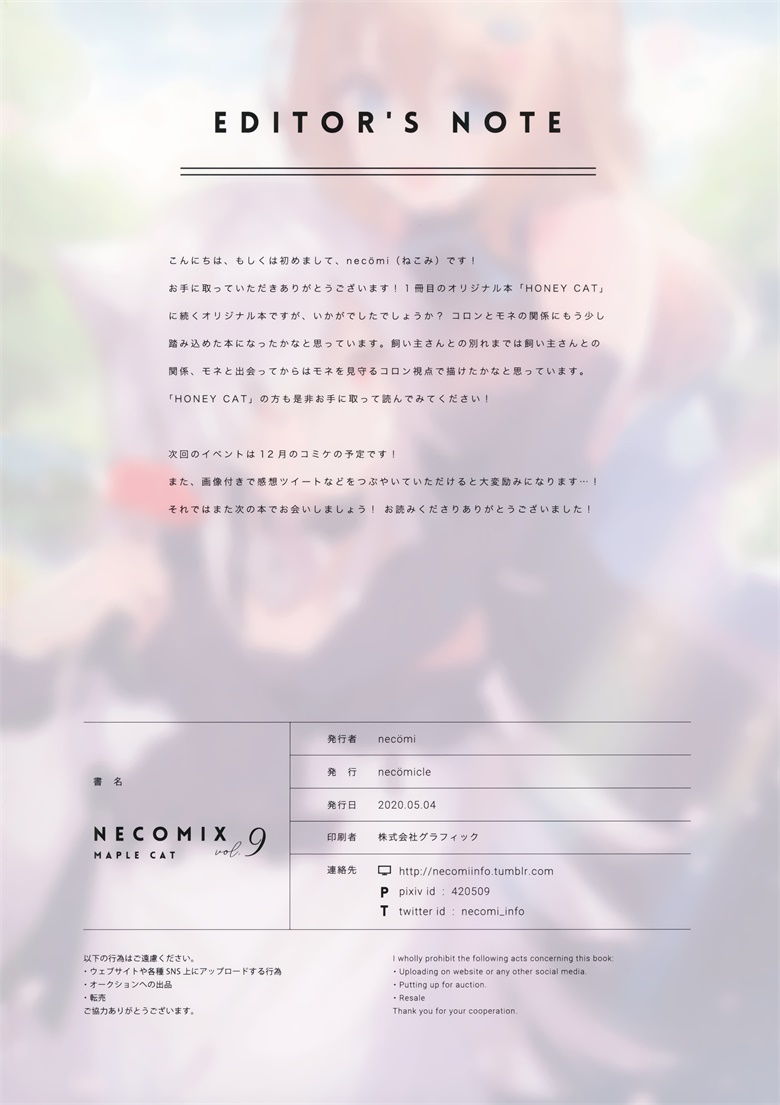 EDITOR'S NOTE
こんにちは、もしくは初めまして、necömi（ねこみ）です！
お手に取っていただきありがとうございます！１冊目のオリジナル本「HONEY CAT」
に続くオリジナル本ですが、いかがでしたでしょうか？ コロンとモネの関係にもう少し
踏み込めた本になったかなと思っています。飼い主さんとの別れまでは飼い主さんとの
関係、モネと出会ってからはモネを見守るコロン視点で描けたかなと思っています。
「HONEY CAT」の方も是非お手に取って読んでみてください！
次回のイベントは 12 月のコミケの予定です！
また、画像付きで感想ツイートなどをつぶやいていただけると大変励みになります…！
それではまた次の本でお会いしましょう！ お読みくださりありがとうございました！
書 名
NECOMIX vol. 9
MAPLE CAT
発行者 necömi
発 行 necömicle
発行日 2020.05.04
印刷者 株式会社グラフィック
連絡先 http://necomiinfo.tumblr.com
P pixiv id : 420509
T twitter id : necomi_info
以下の行為はご遠慮ください。
・ウェブサイトや各種 SNS 上にアップロードする行為
・オークションへの出品
・転売
ご協力ありがとうございます。
I wholly prohibit the following acts concerning this book:
・Uploading on website or any other social media.
・Putting up for auction.
・Resale
Thank you for your cooperation.